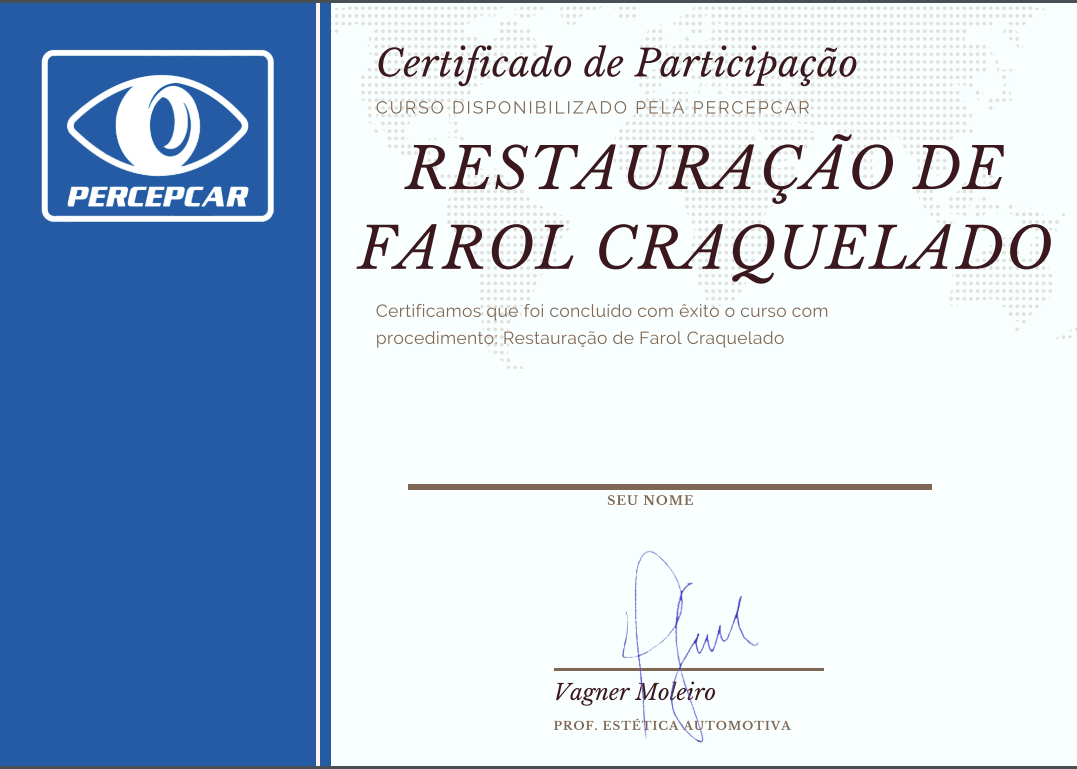 PERCEPCAR
Certificado de Participação
CURSO DISPONIBILIZADO PELA PERCEPCAR
RESTAURAÇÃO DE
FAROL CRAQUELADO
Certificamos que foi concluído com êxito o curso com
procedimento: Restauração de Farol Craquelado
SEU NOME
Vagner Moleiro
PROF. ESTÉTICA AUTOMOTIVA